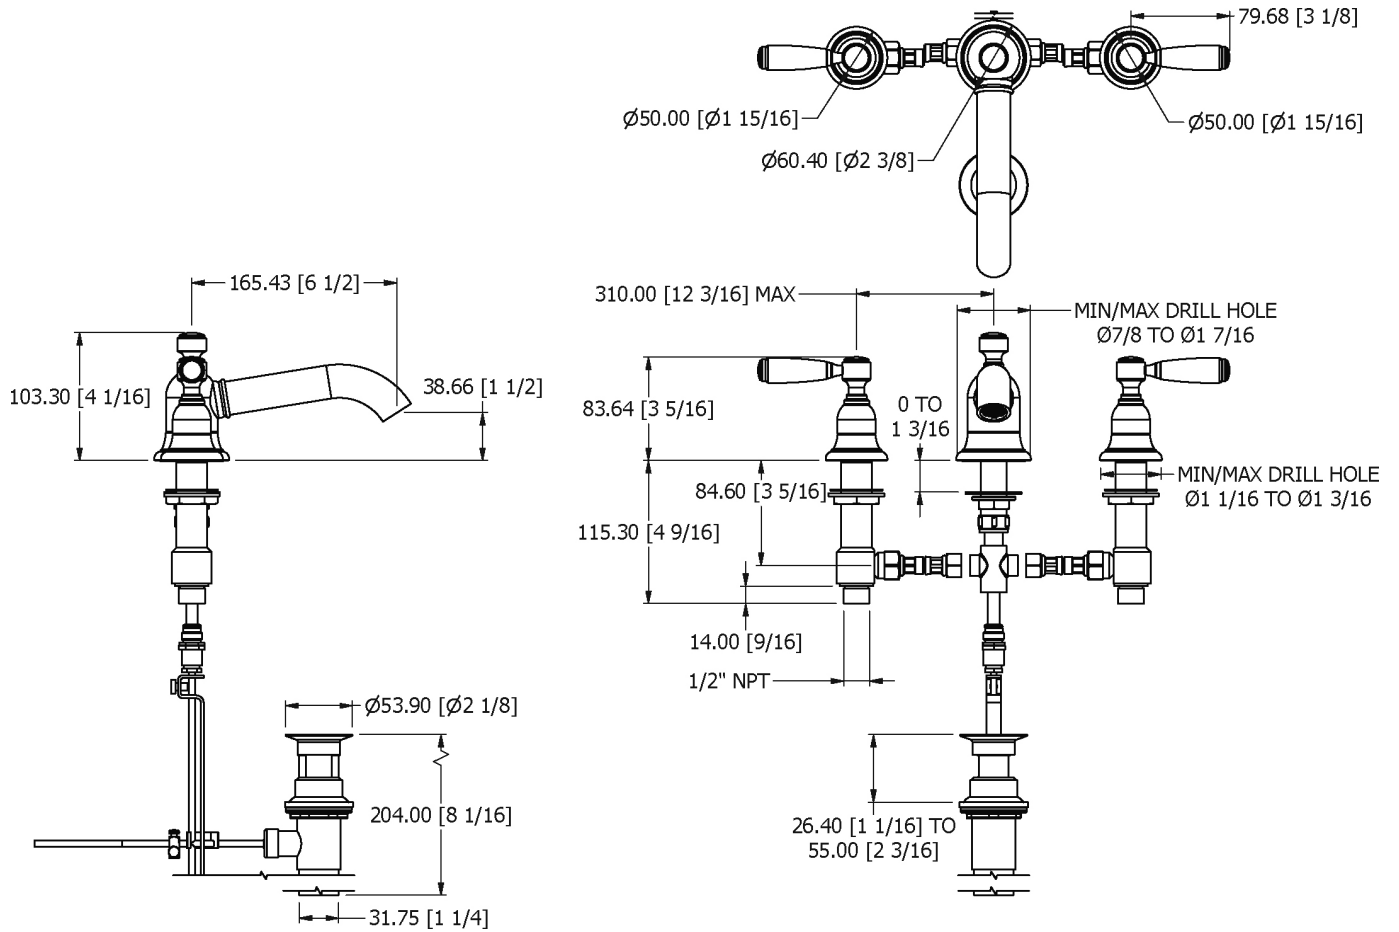 79.68 [3 1/8]
Ø50.00 [Ø1 15/16]
Ø50.00 [Ø1 15/16]
Ø60.40 [Ø2 3/8]
165.43 [6 1/2]
310.00 [12 3/16] MAX
MIN/MAX DRILL HOLE
Ø7/8 TO Ø1 7/16
103.30 [4 1/16]
38.66 [1 1/2]
83.64 [3 5/16]
0 TO
1 3/16
84.60 [3 5/16]
MIN/MAX DRILL HOLE
Ø1 1/16 TO Ø1 3/16
115.30 [4 9/16]
14.00 [9/16]
1/2" NPT
Ø53.90 [Ø2 1/8]
204.00 [8 1/16]
26.40 [1 1/16] TO
55.00 [2 3/16]
31.75 [1 1/4]